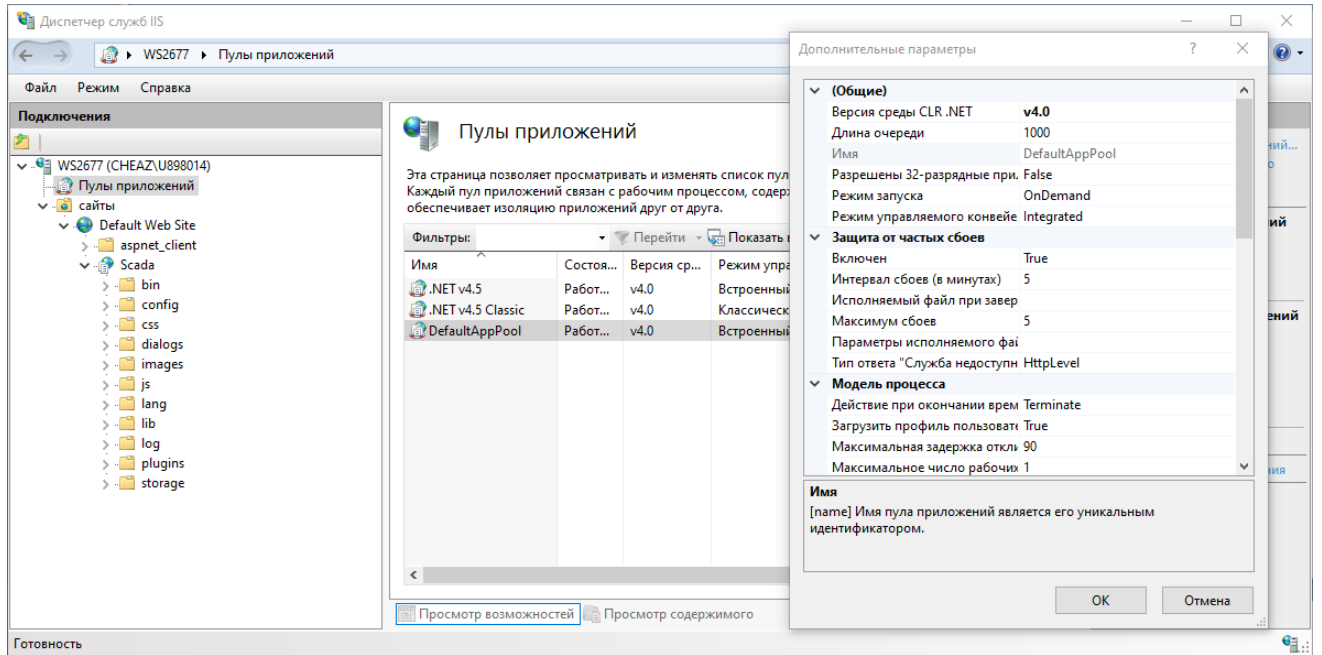 Диспетчер служб IIS
WS2677 Пулы приложений
Файл Режим Справка
Подключения
WS2677 (CHEAZ\U898014)
Пулы приложений
сайты
Default Web Site
aspnet_client
Scada
bin
config
css
dialogs
images
js
lang
lib
log
plugins
storage
Пулы приложений
Эта страница позволяет просматривать и изменять список пул
Каждый пул приложений связан с рабочим процессом, содер
обеспечивает изоляцию приложений друг от друга.
Фильтры: Перейти Показать
Имя Состоя... Версия ср... Режим упра
.NET v4.5 Работ... v4.0 Встроенный
.NET v4.5 Classic Работ... v4.0 Классическ
DefaultAppPool Работ... v4.0 Встроенный
Просмотр возможностей Просмотр содержимого
Готовность
Дополнительные параметры ?
(Общие)
Версия среды CLR .NET v4.0
Длина очереди 1000
Имя DefaultAppPool
Разрешены 32-разрядные при. False
Режим запуска OnDemand
Режим управляемого конвейе Integrated
Защита от частых сбоев
Включен True
Интервал сбоев (в минутах) 5
Исполняемый файл при завер
Максимум сбоев 5
Параметры исполняемого фай
Тип ответа "Служба недоступн HttpLevel
Модель процесса
Действие при окончании врем Terminate
Загрузить профиль пользовате True
Максимальная задержка откли 90
Максимальное число рабочих 1
Имя
[name] Имя пула приложений является его уникальным
идентификатором.
OK Отмена
ний...
ий
ений
ия